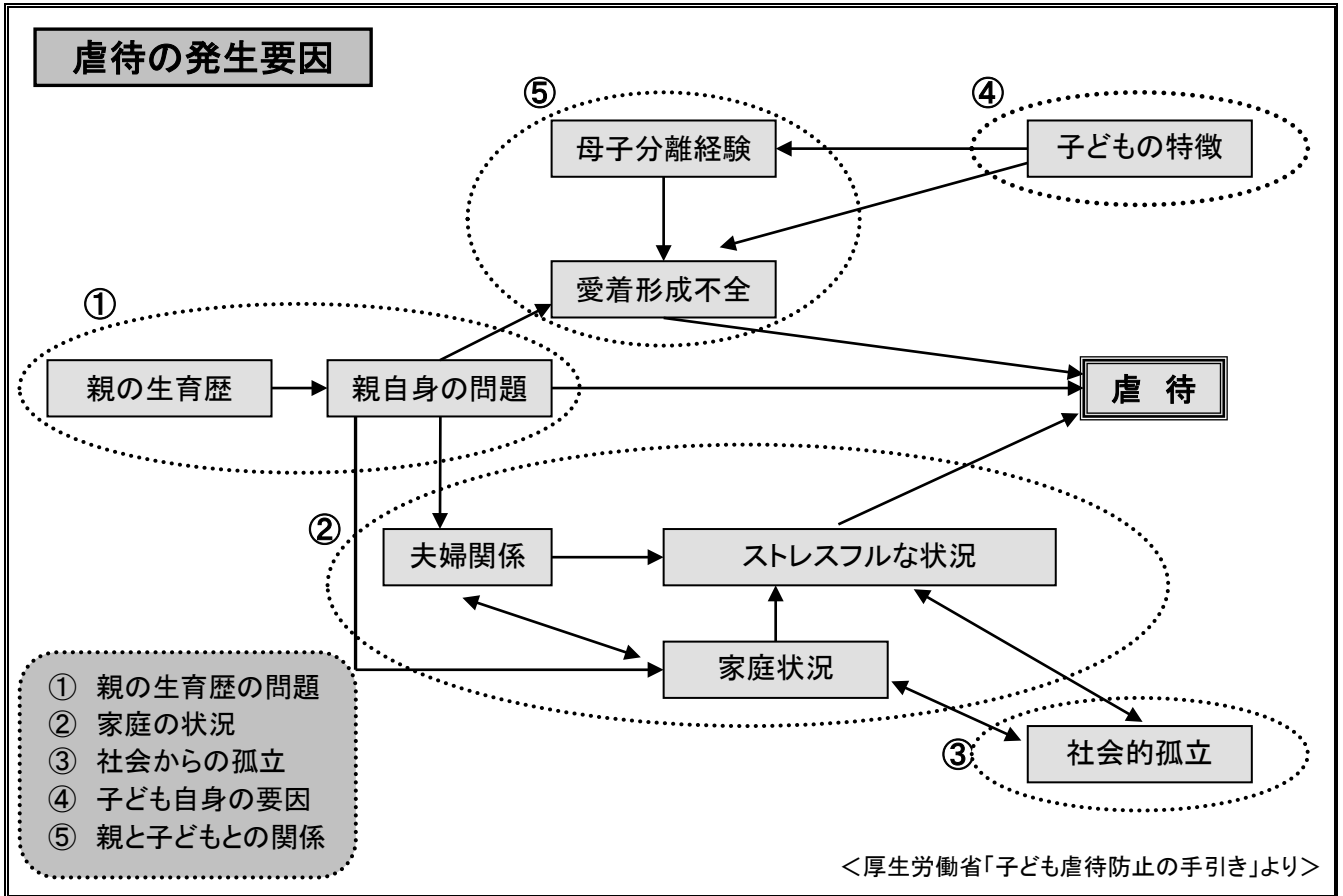 虐待の発生要因
⑤
④
母子分離経験
子どもの特徴
愛着形成不全
①
親の生育歴
親自身の問題
虐 待
②
夫婦関係
ストレスフルな状況
家庭状況
③
社会的孤立
① 親の生育歴の問題
② 家庭の状況
③ 社会からの孤立
④ 子ども自身の要因
⑤ 親と子どもとの関係
＜厚生労働省「子ども虐待防止の手引き」より＞